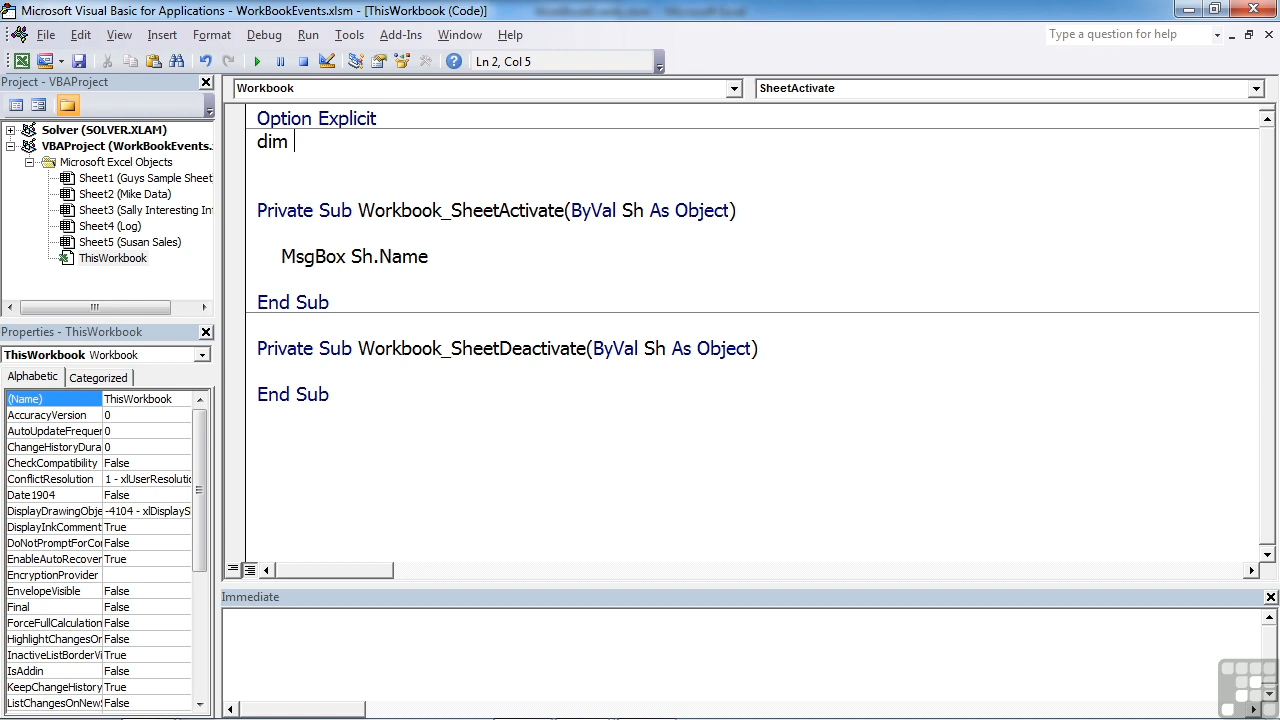 Microsoft Visual Basic for Applications - WorkBookEvents.xlsm - [ThisWorkbook (Code)]
File Edit View Insert Format Debug Run Tools Add-Ins Window Help
Type a question for help
Ln 2, Col 5
Project - VBAProject
Solver (SOLVER.XLAM)
VBAProject (WorkBookEvents.
Microsoft Excel Objects
Sheet1 (Guys Sample Sheet
Sheet2 (Mike Data)
Sheet3 (Sally Interesting In
Sheet4 (Log)
Sheet5 (Susan Sales)
ThisWorkbook
Properties - ThisWorkbook
ThisWorkbook Workbook
Alphabetic Categorized
(Name) ThisWorkbook
AccuracyVersion 0
AutoUpdateFrequen 0
ChangeHistoryDura 0
CheckCompatibility False
ConflictResolution 1 - xlUserResoluti
Date1904 False
DisplayDrawingObje -4104 - xlDisplayS
DisplayInkComment True
DoNotPromptForCo False
EnableAutoRecover True
EncryptionProvider
EnvelopeVisible False
Final False
ForceFullCalculation False
HighlightChangesOn False
InactiveListBorderVi True
IsAddin False
KeepChangeHistory True
ListChangesOnNew False
Workbook SheetActivate
Option Explicit
dim
Private Sub Workbook_SheetActivate(ByVal Sh As Object)
MsgBox Sh.Name
End Sub
Private Sub Workbook_SheetDeactivate(ByVal Sh As Object)
End Sub
Immediate